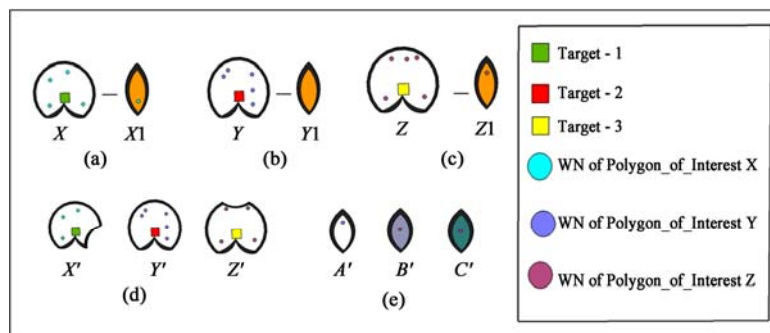 X
X1
(a)
Y
Y1
(b)
Z
Z1
(c)
X′
Y′
Z′
(d)
A′
B′
C′
(e)
Target - 1
Target - 2
Target - 3
WN of Polygon_of_Interest X
WN of Polygon_of_Interest Y
WN of Polygon_of_Interest Z